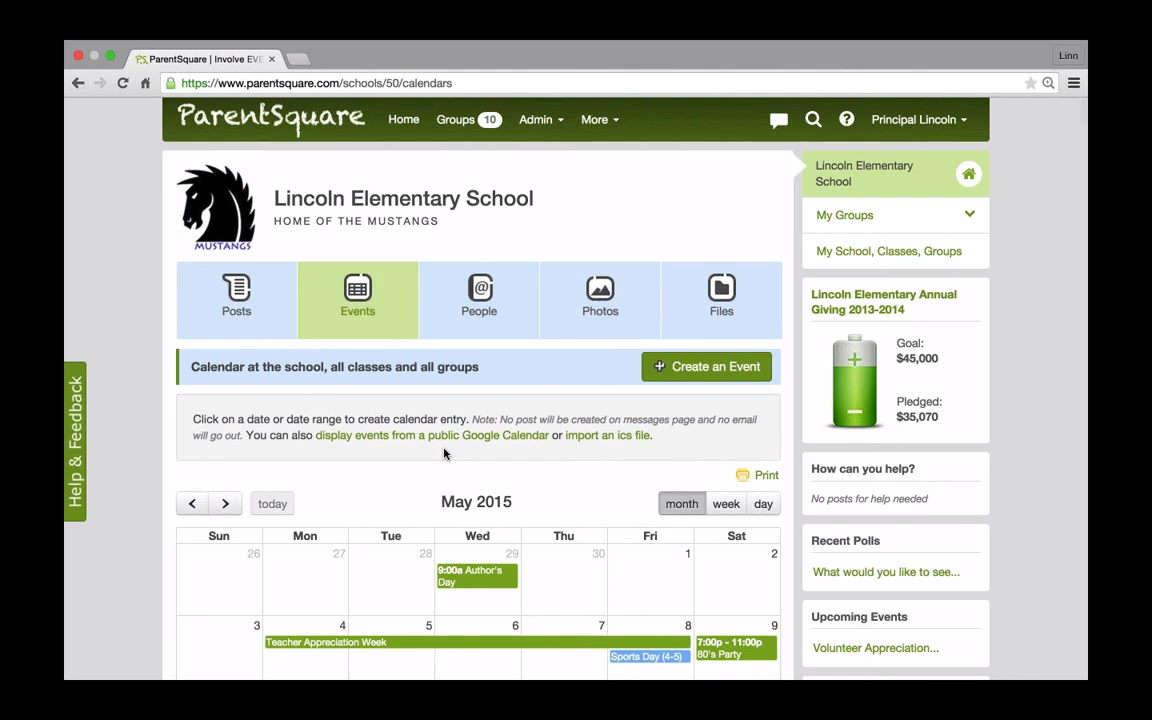 ParentSquare | Involve EVE
Linn
https://www.parentsquare.com/schools/50/calendars
ParentSquare
Home Groups 10 Admin More Principal Lincoln
Lincoln Elementary School
HOME OF THE MUSTANGS
MUSTANGS
Posts Events People Photos Files
Calendar at the school, all classes and all groups
Create an Event
Click on a date or date range to create calendar entry. Note: No post will be created on messages page and no email
will go out. You can also display events from a public Google Calendar or import an ics file.
Print
today
May 2015
month week day
Sun Mon Tue Wed Thu Fri Sat
26 27 28 29 30 1 2
9:00a Author's
Day
3 4 5 6 7 8 9
Teacher Appreciation Week
7:00p - 11:00p
80's Party
Sports Day (4-5)
Lincoln Elementary
School
My Groups
My School, Classes, Groups
Lincoln Elementary Annual
Giving 2013-2014
Goal:
$45,000
Pledged:
$35,070
How can you help?
No posts for help needed
Recent Polls
What would you like to see...
Upcoming Events
Volunteer Appreciation...
Help & Feedback